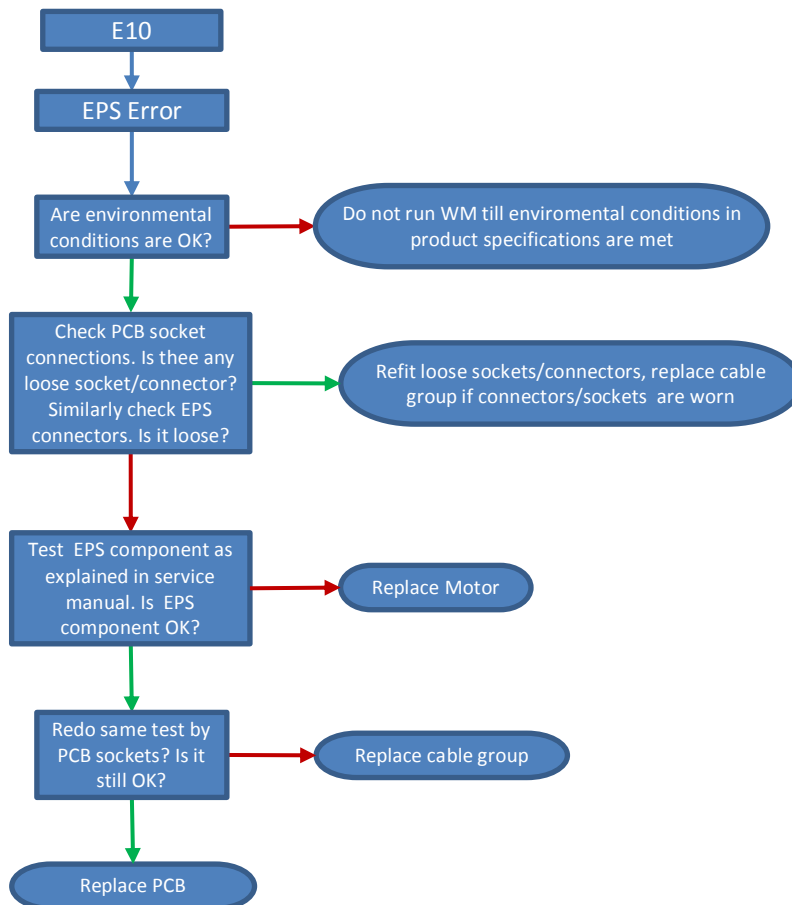 E10
EPS Error
Are environmental
conditions are OK?
Do not run WM till enviromental conditions in
product specifications are met
Check PCB socket
connections. Is thee any
loose socket/connector?
Similarly check EPS
connectors. Is it loose?
Refit loose sockets/connectors, replace cable
group if connectors/sockets are worn
Test EPS component as
explained in service
manual. Is EPS
component OK?
Replace Motor
Redo same test by
PCB sockets? Is it
still OK?
Replace cable group
Replace PCB